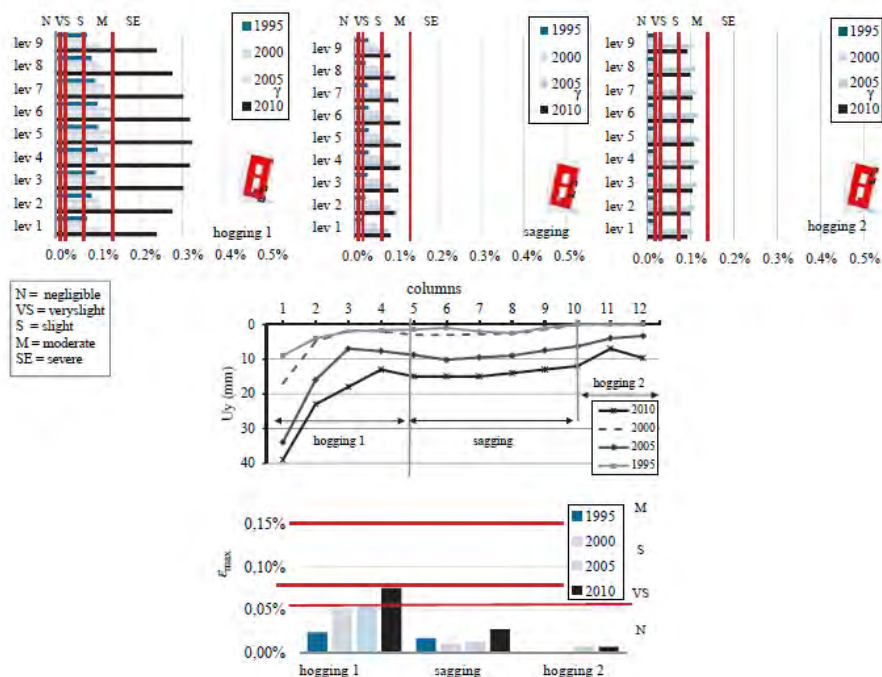 N VS S M SE
1995
2000
2005
γ
2010
lev 9
lev 8
lev 7
lev 6
lev 5
lev 4
lev 3
lev 2
lev 1
hogging 1
0.0% 0.1% 0.2% 0.3% 0.4% 0.5%
N VS S M SE
1995
2000
2005
γ
2010
lev 9
lev 8
lev 7
lev 6
lev 5
lev 4
lev 3
lev 2
lev 1
sagging
0.0% 0.1% 0.2% 0.3% 0.4% 0.5%
N VS S M SE
1995
2000
2005
γ
2010
lev 9
lev 8
lev 7
lev 6
lev 5
lev 4
lev 3
lev 2
lev 1
hogging 2
0.0% 0.1% 0.2% 0.3% 0.4% 0.5%
N = negligible
VS = veryslight
S = slight
M = moderate
SE = severe
columns
1 2 3 4 5 6 7 8 9 10 11 12
0
10
20
30
40
Uy (mm)
hogging 1
sagging
hogging 2
2010
2000
2005
1995
0,15%
0,10%
0,05%
0,00%
εmax
1995
2000
2005
2010
M
S
VS
N
hogging 1 sagging hogging 2